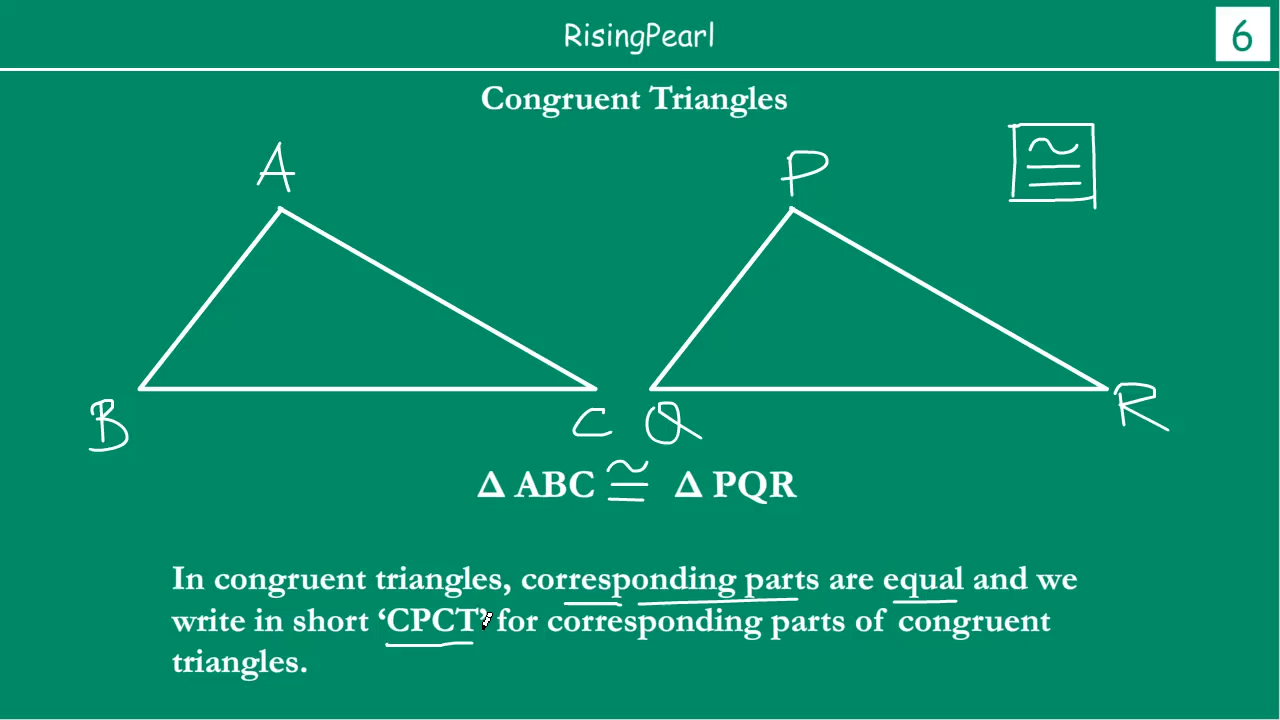 RisingPearl
6
Congruent Triangles
A
P
≅
B
C
Q
R
Δ ABC ≅ Δ PQR
In congruent triangles, corresponding parts are equal and we
write in short ‘CPCT’ for corresponding parts of congruent
triangles.